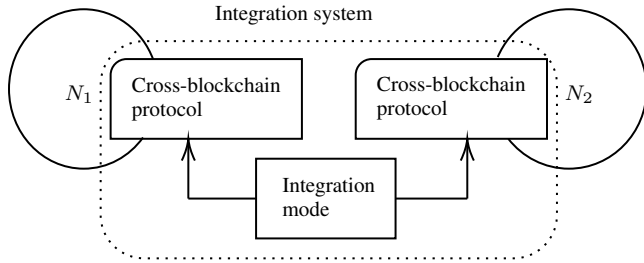 Integration system
N1
Cross-blockchain
protocol
Cross-blockchain
protocol
N2
Integration
mode